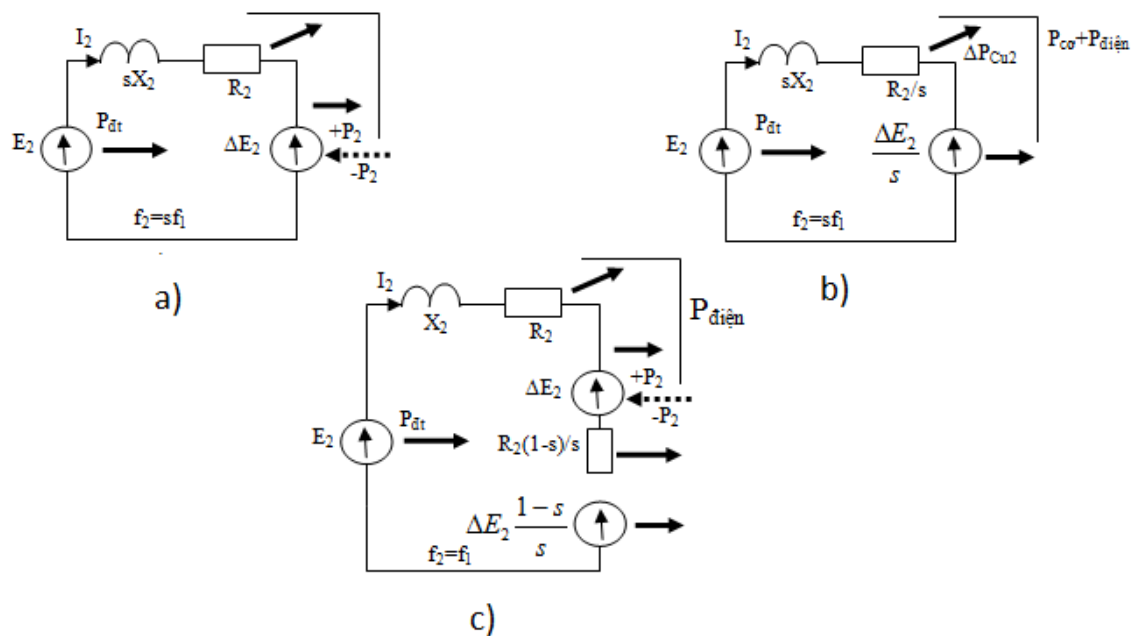 I₂
sX₂
R₂
E₂
Pđt
ΔE₂
+P₂
-P₂
f₂=sf₁
a)
I₂
sX₂
R₂/s
ΔPCu2
Pcơ+Pđiện
E₂
Pđt
ΔE₂/s
f₂=sf₁
b)
I₂
X₂
R₂
Pđiện
ΔE₂
+P₂
-P₂
E₂
Pđt
R₂(1-s)/s
ΔE₂ (1-s)/s
f₂=f₁
c)